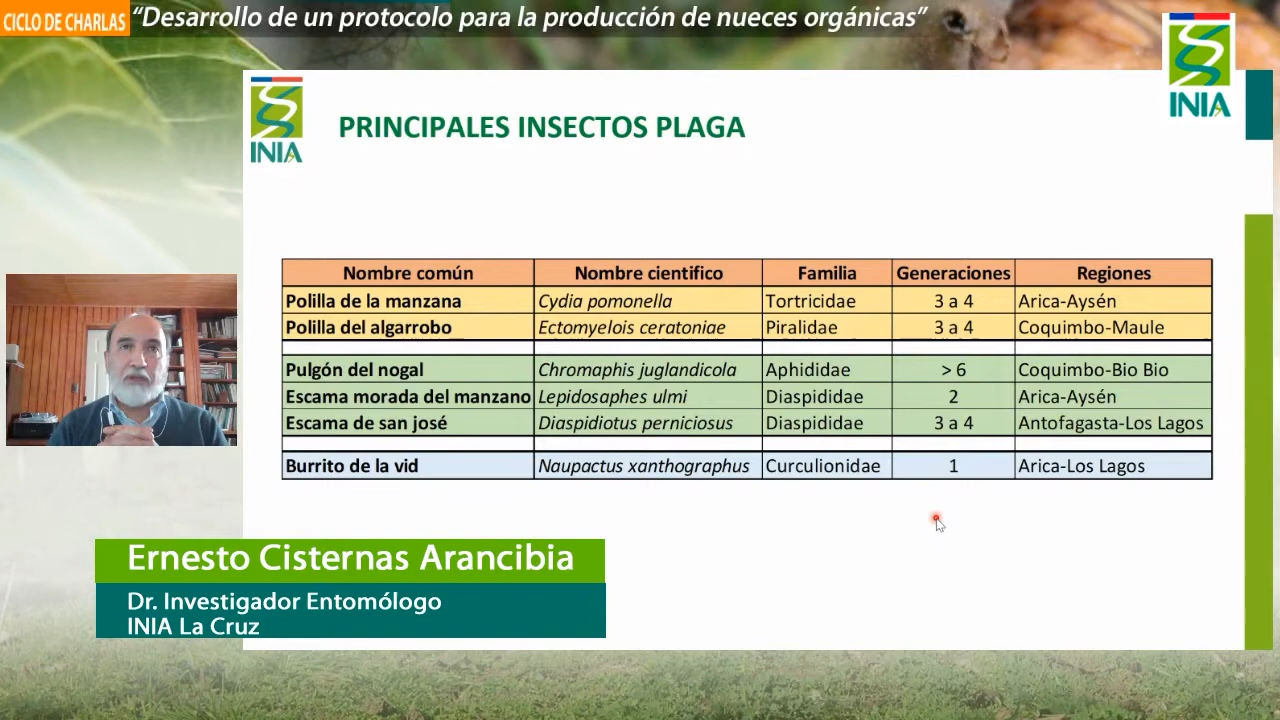 CICLO DE CHARLAS "Desarrollo de un protocolo para la producción de nueces orgánicas"
INIA
INIA
PRINCIPALES INSECTOS PLAGA
Nombre común Nombre cientifico Familia Generaciones Regiones
Polilla de la manzana Cydia pomonella Tortricidae 3 a 4 Arica-Aysén
Polilla del algarrobo Ectomyelois ceratoniae Piralidae 3 a 4 Coquimbo-Maule
Pulgón del nogal Chromaphis juglandicola Aphididae > 6 Coquimbo-Bio Bio
Escama morada del manzano Lepidosaphes ulmi Diaspididae 2 Arica-Aysén
Escama de san josé Diaspidiotus perniciosus Diaspididae 3 a 4 Antofagasta-Los Lagos
Burrito de la vid Naupactus xanthographus Curculionidae 1 Arica-Los Lagos
Ernesto Cisternas Arancibia
Dr. Investigador Entomólogo
INIA La Cruz